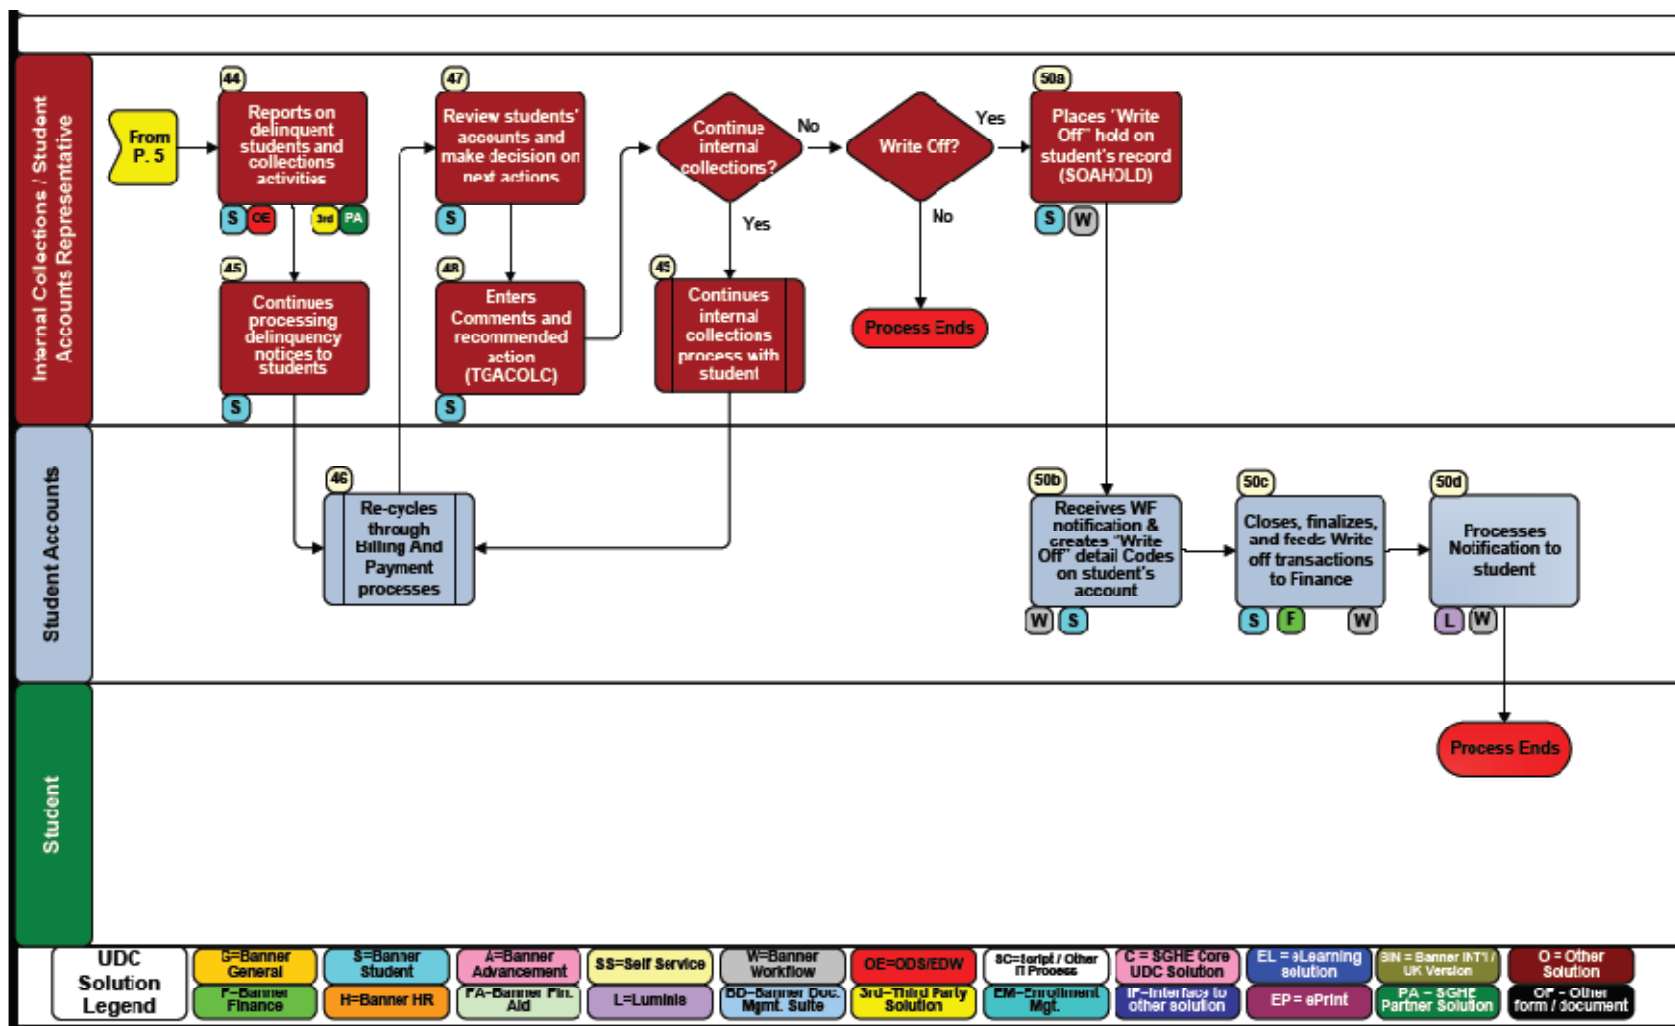 Internal Collections / Student
Accounts Representative
From
P. 5
44
Reports on
delinquent
students and
collections
activities
S
OE
3rd
PA
45
Continues
processing
delinquency
notices to
students
S
47
Review students'
accounts and
make decision on
next actions
S
48
Enters
Comments and
recommended
action
(TGACOLC)
S
Continue
internal
collections?
No
Yes
49
Continues
internal
collections
process with
student
Write Off?
Yes
No
Process Ends
50a
Places "Write
Off" hold on
student's record
(SOAHOLD)
S
W
Student Accounts
46
Re-cycles
through
Billing And
Payment
processes
50b
Receives WF
notification &
creates "Write
Off" detail Codes
on student's
account
W
S
50c
Closes, finalizes,
and feeds Write
off transactions
to Finance
S
F
W
50d
Processes
Notification to
student
L
W
Student
Process Ends
UDC
Solution
Legend
G=Banner
General
F=Banner
Finance
S=Banner
Student
H=Banner HR
A=Banner
Advancement
FA=Banner Fin.
Aid
SS=Self Service
L=Luminis
W=Banner
Workflow
BD=Banner Doc.
Mgmt. Suite
OE=ODS/EDW
3rd=Third Party
Solution
SC=Script / Other
IT Process
EM=Enrollment
Mgt.
C = SGHE Core
UDC Solution
IF=Interface to
other solution
EL = eLearning
solution
EP = ePrint
BIN = Banner INT'l /
UK Version
PA = SGHE
Partner Solution
O = Other
Solution
OF = Other
form / document